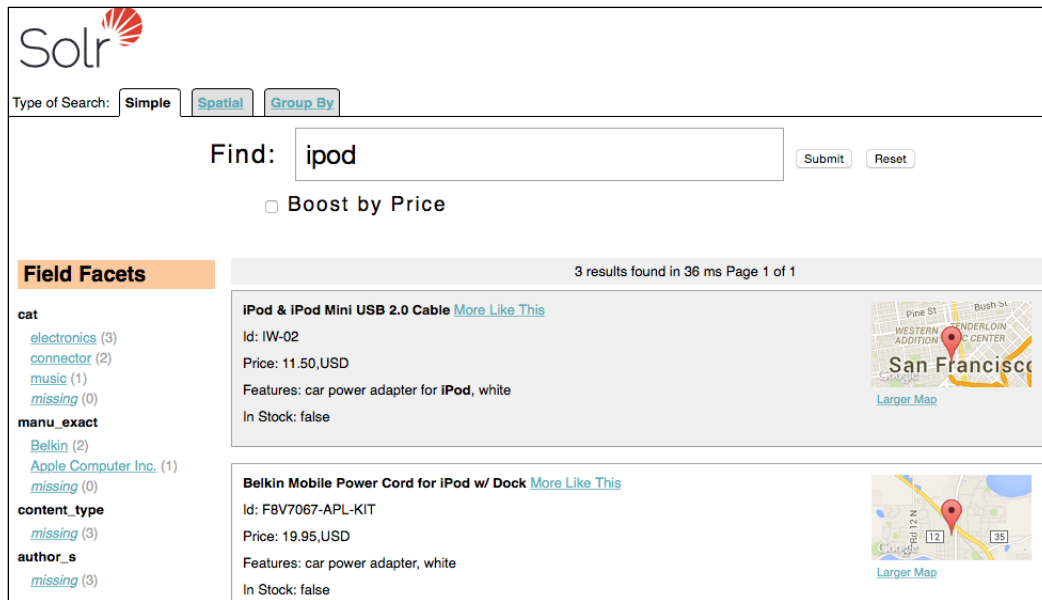 Solr
Type of Search: Simple Spatial Group By
Find: ipod Submit Reset
Boost by Price
Field Facets
cat
electronics (3)
connector (2)
music (1)
missing (0)
manu_exact
Belkin (2)
Apple Computer Inc. (1)
missing (0)
content_type
missing (3)
author_s
missing (3)
3 results found in 36 ms Page 1 of 1
iPod & iPod Mini USB 2.0 Cable More Like This
Id: IW-02
Price: 11.50,USD
Features: car power adapter for iPod, white
In Stock: false
Pine St
Bush St
WESTERN
ADDITION
TENDERLOIN
San Francisco
Google
Larger Map
Belkin Mobile Power Cord for iPod w/ Dock More Like This
Id: F8V7067-APL-KIT
Price: 19.95,USD
Features: car power adapter, white
In Stock: false
Rd 12 N
12
35
Google
Larger Map